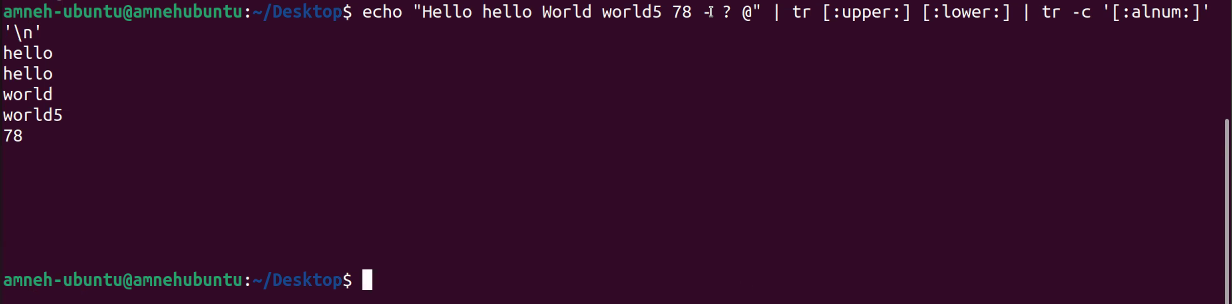 amneh-ubuntu@amnehubuntu:~/Desktop$ echo "Hello hello World world5 78 - ? @" | tr [:upper:] [:lower:] | tr -c '[:alnum:]'
'\n'
hello
hello
world
world5
78
amneh-ubuntu@amnehubuntu:~/Desktop$